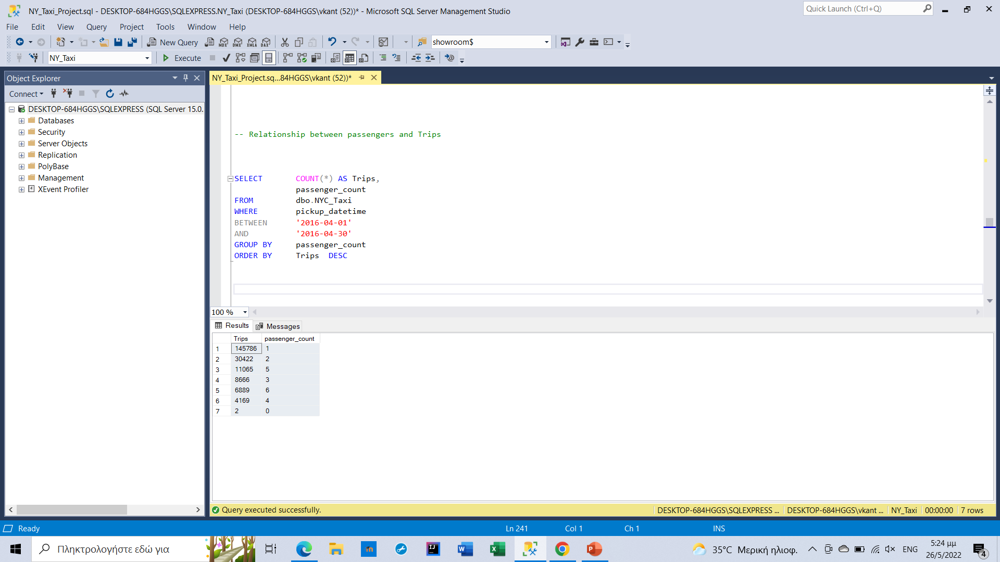 NY_Taxi_Project.sql - DESKTOP-684HGGS\SQLEXPRESS.NY_Taxi (DESKTOP-684HGGS\vkant (52))* - Microsoft SQL Server Management Studio
Quick Launch (Ctrl+Q)
File Edit View Query Project Tools Window Help
New Query MDX DMX XMLA DAX showroom$
NY_Taxi Execute
Object Explorer
NY_Taxi_Project.sq...84HGGS\vkant (52))*
Connect
DESKTOP-684HGGS\SQLEXPRESS (SQL Server 15.0.
Databases
Security
Server Objects
Replication
PolyBase
Management
XEvent Profiler
-- Relationship between passengers and Trips
SELECT COUNT(*) AS Trips,
passenger_count
FROM dbo.NYC_Taxi
WHERE pickup_datetime
BETWEEN '2016-04-01'
AND '2016-04-30'
GROUP BY passenger_count
ORDER BY Trips DESC
100 %
Results Messages
Trips passenger_count
1 145786 1
2 30422 2
3 11065 5
4 8666 3
5 6889 6
6 4169 4
7 2 0
Query executed successfully.
DESKTOP-684HGGS\SQLEXPRESS ... DESKTOP-684HGGS\vkant ... NY_Taxi 00:00:00 7 rows
Ready Ln 241 Col 1 Ch 1 INS
Πληκτρολογήστε εδώ για
35°C Μερική ηλιοφ. ENG
5:24 μμ
26/5/2022
4